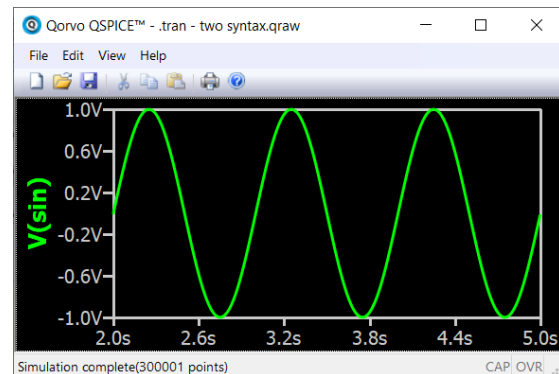 Qorvo QSPICE™ - .tran - two syntax.qraw
File Edit View Help
1.0V
0.6V
0.2V
-0.2V
-0.6V
-1.0V
V(sin)
2.0s 2.6s 3.2s 3.8s 4.4s 5.0s
Simulation complete(300001 points) CAP OVR